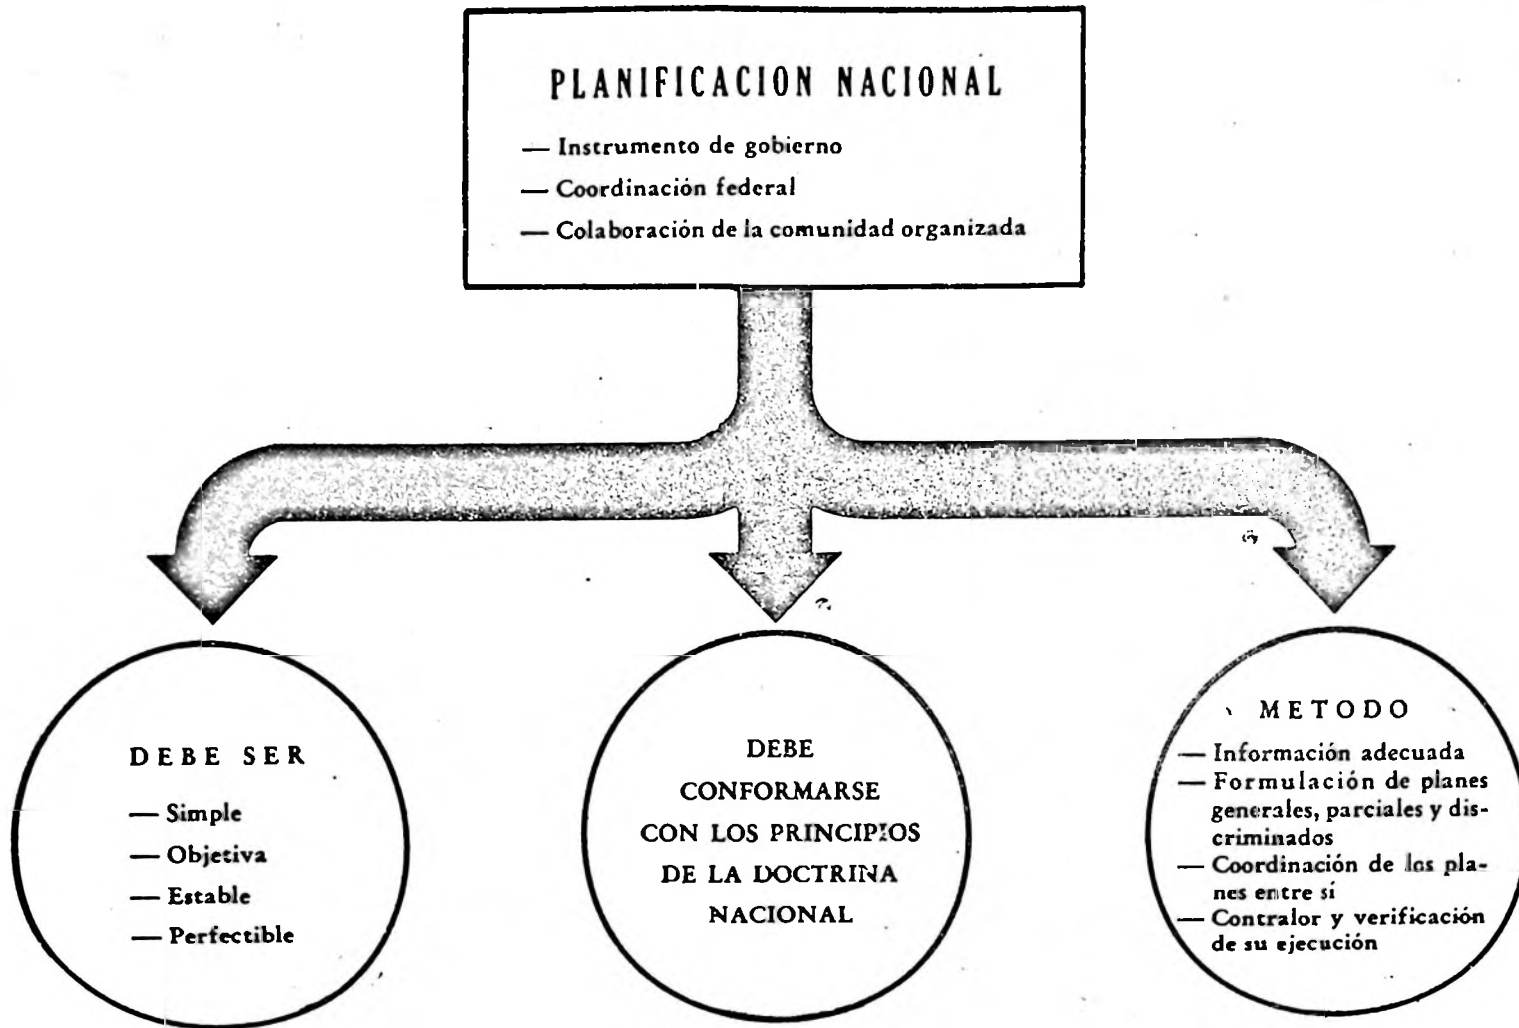 PLANIFICACION NACIONAL
— Instrumento de gobierno
— Coordinación federal
— Colaboración de la comunidad organizada
DEBE SER
— Simple
— Objetiva
— Estable
— Perfectible
DEBE
CONFORMARSE
CON LOS PRINCIPIOS
DE LA DOCTRINA
NACIONAL
METODO
— Información adecuada
— Formulación de planes
generales, parciales y dis-
criminados
— Coordinación de los pla-
nes entre sí
— Contralor y verificación
de su ejecución